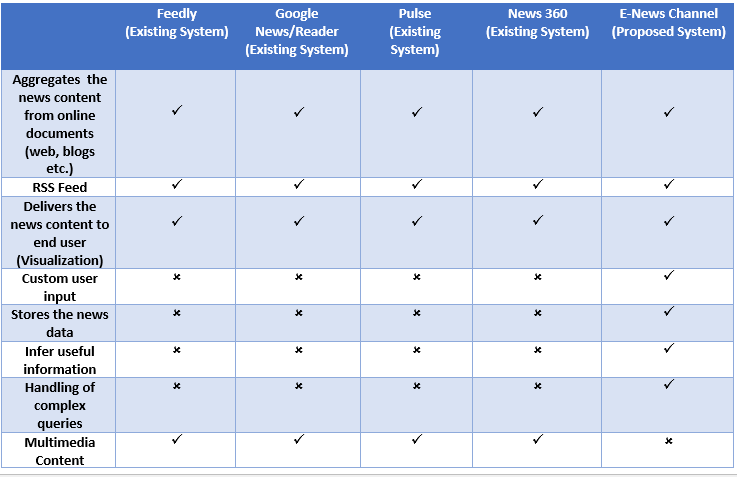 Feedly
(Existing System)
Google
News/Reader
(Existing System)
Pulse
(Existing
System)
News 360
(Existing System)
E-News Channel
(Proposed System)
Aggregates the
news content
from online
documents
(web, blogs
etc.)
✓ ✓ ✓ ✓ ✓
RSS Feed ✓ ✓ ✓ ✓ ✓
Delivers the
news content to
end user
(Visualization)
✓ ✓ ✓ ✓ ✓
Custom user
input
× × × × ✓
Stores the news
data
× × × × ✓
Infer useful
information
× × × × ✓
Handling of
complex
queries
× × × × ✓
Multimedia
Content
✓ ✓ ✓ ✓ ×